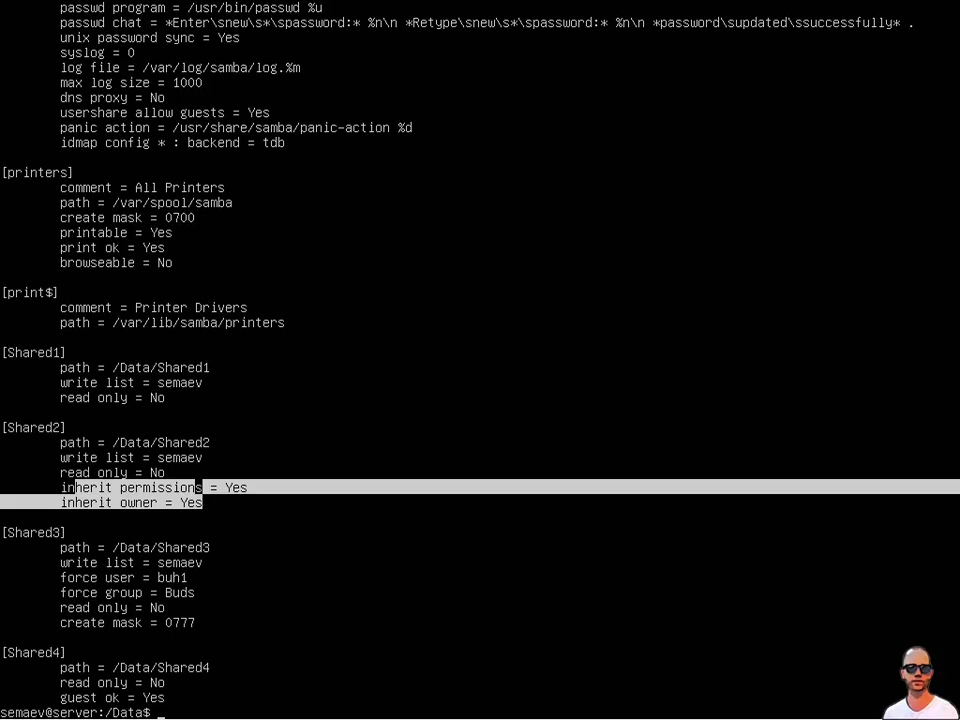 passwd program = /usr/bin/passwd %u
passwd chat = *Enter\snew\s*\spassword:* %n\n *Retype\snew\s*\spassword:* %n\n *password\supdated\ssuccessfully* .
unix password sync = Yes
syslog = 0
log file = /var/log/samba/log.%m
max log size = 1000
dns proxy = No
usershare allow guests = Yes
panic action = /usr/share/samba/panic-action %d
idmap config * : backend = tdb
[printers]
comment = All Printers
path = /var/spool/samba
create mask = 0700
printable = Yes
print ok = Yes
browseable = No
[print$]
comment = Printer Drivers
path = /var/lib/samba/printers
[Shared1]
path = /Data/Shared1
write list = semaev
read only = No
[Shared2]
path = /Data/Shared2
write list = semaev
read only = No
inherit permissions = Yes
inherit owner = Yes
[Shared3]
path = /Data/Shared3
write list = semaev
force user = buh1
force group = Buds
read only = No
create mask = 0777
[Shared4]
path = /Data/Shared4
read only = No
guest ok = Yes
semaev@server:/Data$ _